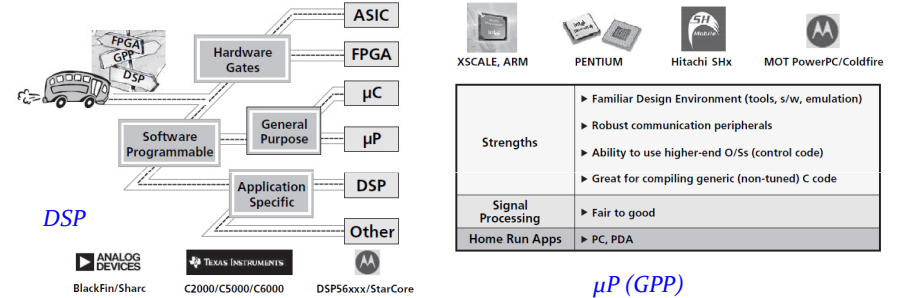 FPGA
GPP
DSP
Hardware
Gates
ASIC
FPGA
µC
General
Purpose
Software
Programmable
µP
Application
Specific
DSP
Other
DSP
ANALOG
DEVICES
TEXAS INSTRUMENTS
BlackFin/Sharc
C2000/C5000/C6000
DSP56xxx/StarCore
SH
Mobile
XSCALE, ARM
PENTIUM
Hitachi SHx
MOT PowerPC/Coldfire
Strengths
▶ Familiar Design Environment (tools, s/w, emulation)
▶ Robust communication peripherals
▶ Ability to use higher-end O/Ss (control code)
▶ Great for compiling generic (non-tuned) C code
Signal
Processing
▶ Fair to good
Home Run Apps
▶ PC, PDA
µP (GPP)